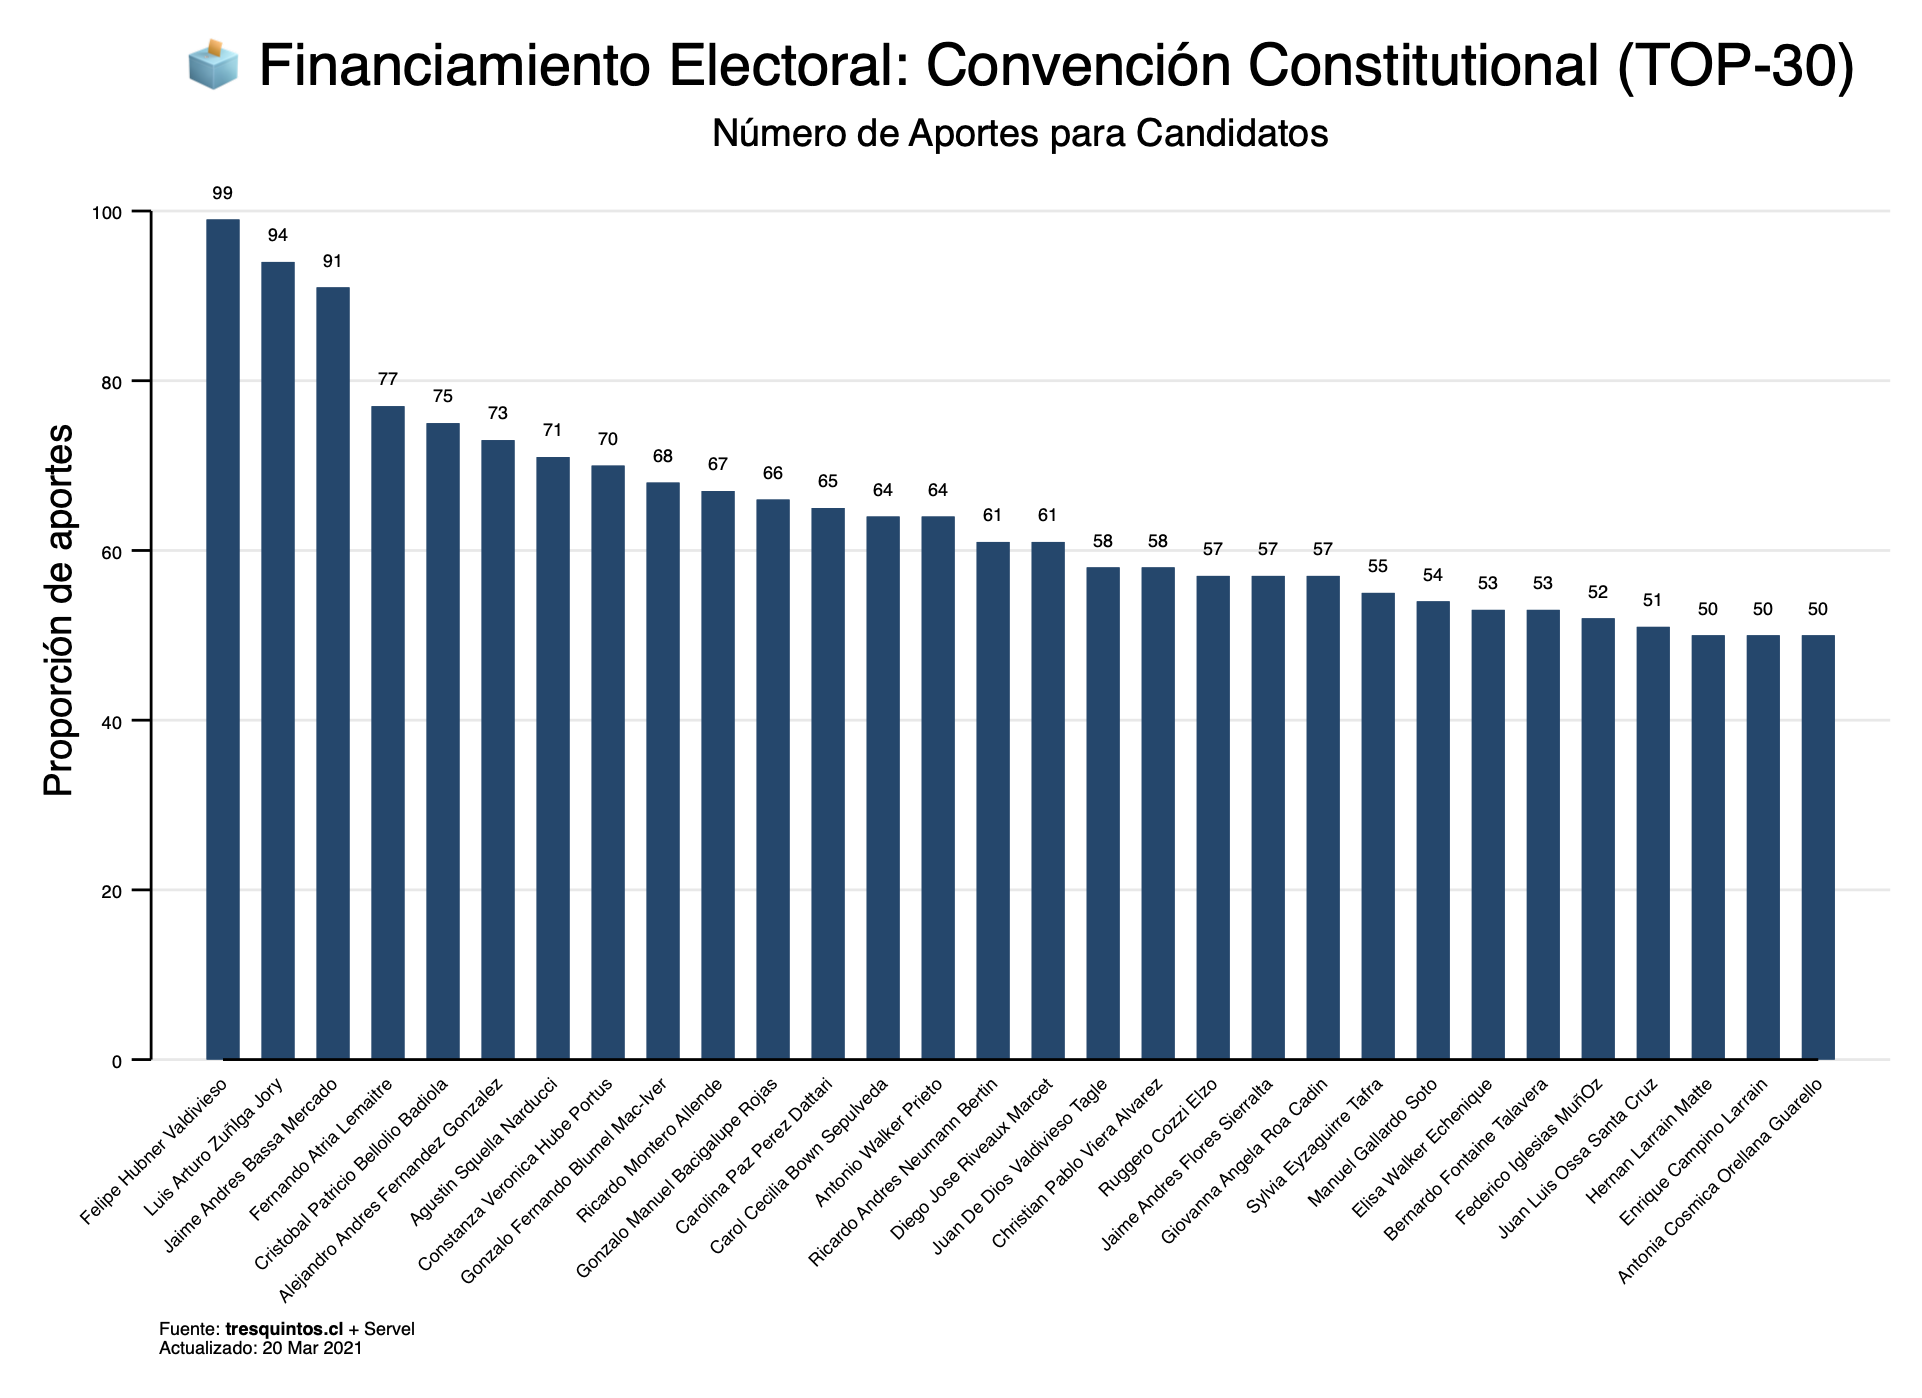 Financiamiento Electoral: Convención Constitutional (TOP-30)
Número de Aportes para Candidatos
Proporción de aportes
100
80
60
40
20
0
99
94
91
77
75
73
71
70
68
67
66
65
64
64
61
61
58
58
57
57
57
55
54
53
53
52
51
50
50
50
Felipe Hubner Valdivieso
Luis Arturo Zuñiga Jory
Jaime Andres Bassa Mercado
Fernando Atria Lemaitre
Cristobal Patricio Bellolio Badiola
Alejandro Andres Fernandez Gonzalez
Agustin Squella Narducci
Constanza Veronica Hube Portus
Gonzalo Fernando Blumel Mac-Iver
Ricardo Montero Allende
Gonzalo Manuel Bacigalupe Rojas
Carolina Paz Perez Dattari
Carol Cecilia Bown Sepulveda
Antonio Walker Prieto
Ricardo Andres Neumann Bertin
Diego Jose Riveaux Marcet
Juan De Dios Valdivieso Tagle
Christian Pablo Viera Alvarez
Ruggero Cozzi Elzo
Jaime Andres Flores Sierralta
Giovanna Angela Roa Cadin
Sylvia Eyzaguirre Tafra
Manuel Gallardo Soto
Elisa Walker Echenique
Bernardo Fontaine Talavera
Federico Iglesias MuñOz
Juan Luis Ossa Santa Cruz
Hernan Larrain Matte
Enrique Campino Larrain
Antonia Cosmica Orellana Guarello
Fuente: tresquintos.cl + Servel
Actualizado: 20 Mar 2021